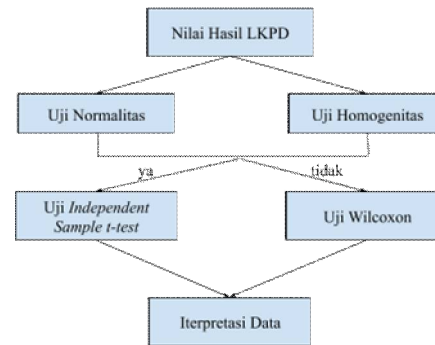 Nilai Hasil LKPD
Uji Normalitas
Uji Homogenitas
ya
tidak
Uji Independent
Sample t-test
Uji Wilcoxon
Iterpretasi Data